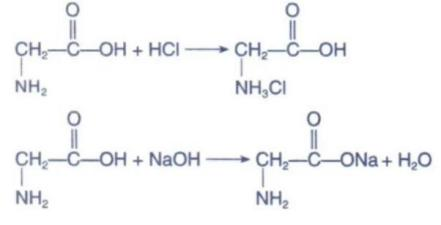 O O
CH₂—C—OH + HCl ⟶ CH₂—C—OH
NH₂ NH₃Cl
O O
CH₂—C—OH + NaOH ⟶ CH₂—C—ONa + H₂O
NH₂ NH₂